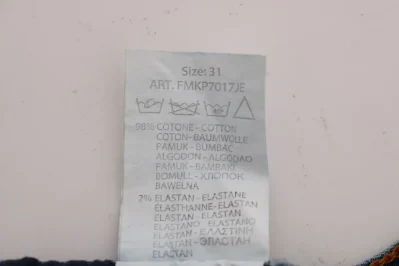 Size: 31
ART. FMKP7017JE
98% COTONE - COTTON
COTON - BAUMWOLLE
PAMUK - BUMBAC
ALGODON - ALGODAO
PAMUK - BAMBAKI
BOMULL - ХЛОПОК
BAWELNA
2% ELASTAN - ELASTANE
ELASTHANNE - ELASTAN
ELASTAN - ELASTAN
ELASTANO - ELASTANO
ELASTAN - ΕΛΑΣΤΙΝΗ
ELASTAN - ЭЛАСТАН
ELASTAN